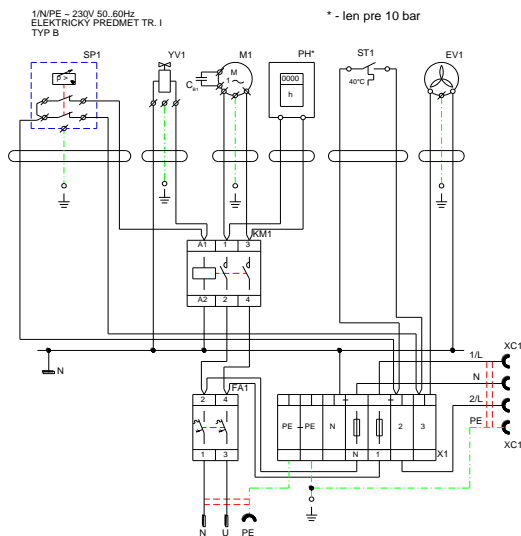 1/N/PE ~ 230V 50..60Hz
ELEKTRICKÝ PREDMET TR. I
TYP B
* - len pre 10 bar
SP1
YV1
M1
PH*
ST1
EV1
P >
M
1 ~
0000
h
40°C
KM1
A1 1 3
A2 2 4
N
FA1
2 4
1 3
N U PE
PE PE N 2 3
N 1
X1
XC1
1/L
N
2/L
PE
XC1